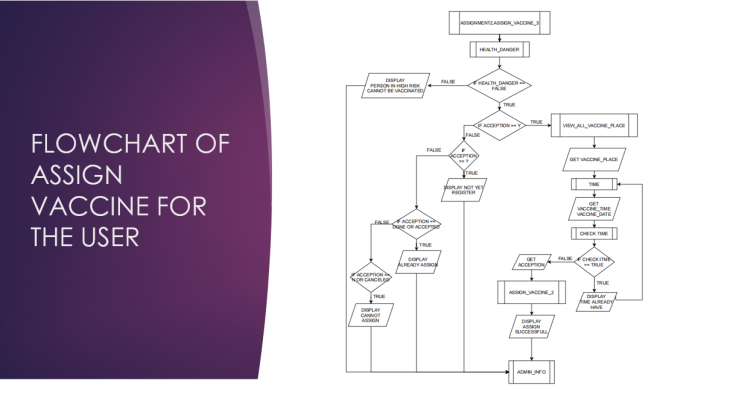 FLOWCHART OF
ASSIGN
VACCINE FOR
THE USER
ASSIGNMENT2.ASSIGN_VACCINE_3
HEALTH_DANGER
IF HEALTH_DANGER ==
FALSE
FALSE
DISPLAY
PERSON IN HIGH RISK
CANNOT BE VACCINATED
TRUE
IF ACCEPTION == Y
TRUE
VIEW_ALL_VACCINE_PLACE
FALSE
IF
ACCEPTION
== ?
FALSE
GET VACCINE_PLACE
TRUE
DISPLAY NOT YET
REGISTER
TIME
GET
VACCINE_TIME
VACCINE_DATE
IF ACCEPTION ==
DONE OR ACCEPTED
FALSE
CHECK TIME
TRUE
DISPLAY
ALREADY ASSIGN
GET
ACCEPTION
FALSE
IF CHECK ITME
== TRUE
IF ACCEPTION ==
N OR CANCELED
TRUE
TRUE
ASSIGN_VACCINE_2
DISPLAY
TIME ALREADY
HAVE
DISPLAY
CANNOT
ASSIGN
DISPLAY
ASSIGN
SUCCESSFULL
ADMIN_INFO